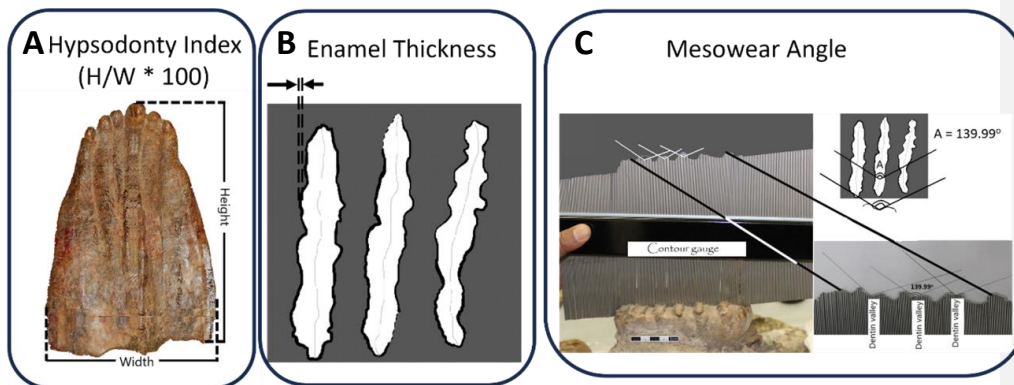 A Hypsodonty Index
(H/W * 100)
Height
Width
B Enamel Thickness
C Mesowear Angle
Contour gauge
A = 139.99°
A
139.99°
Dentin valley
Dentin valley
Dentin valley